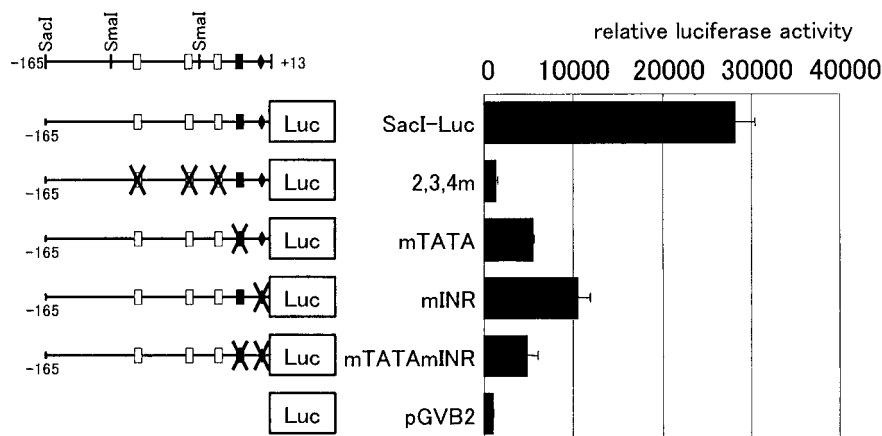 SacI
SmaI
SmaI
-165
+13
relative luciferase activity
0 10000 20000 30000 40000
-165
Luc
SacI-Luc
Luc
2,3,4m
-165
Luc
mTATA
-165
Luc
mINR
-165
Luc
mTATAmINR
Luc
pGVB2